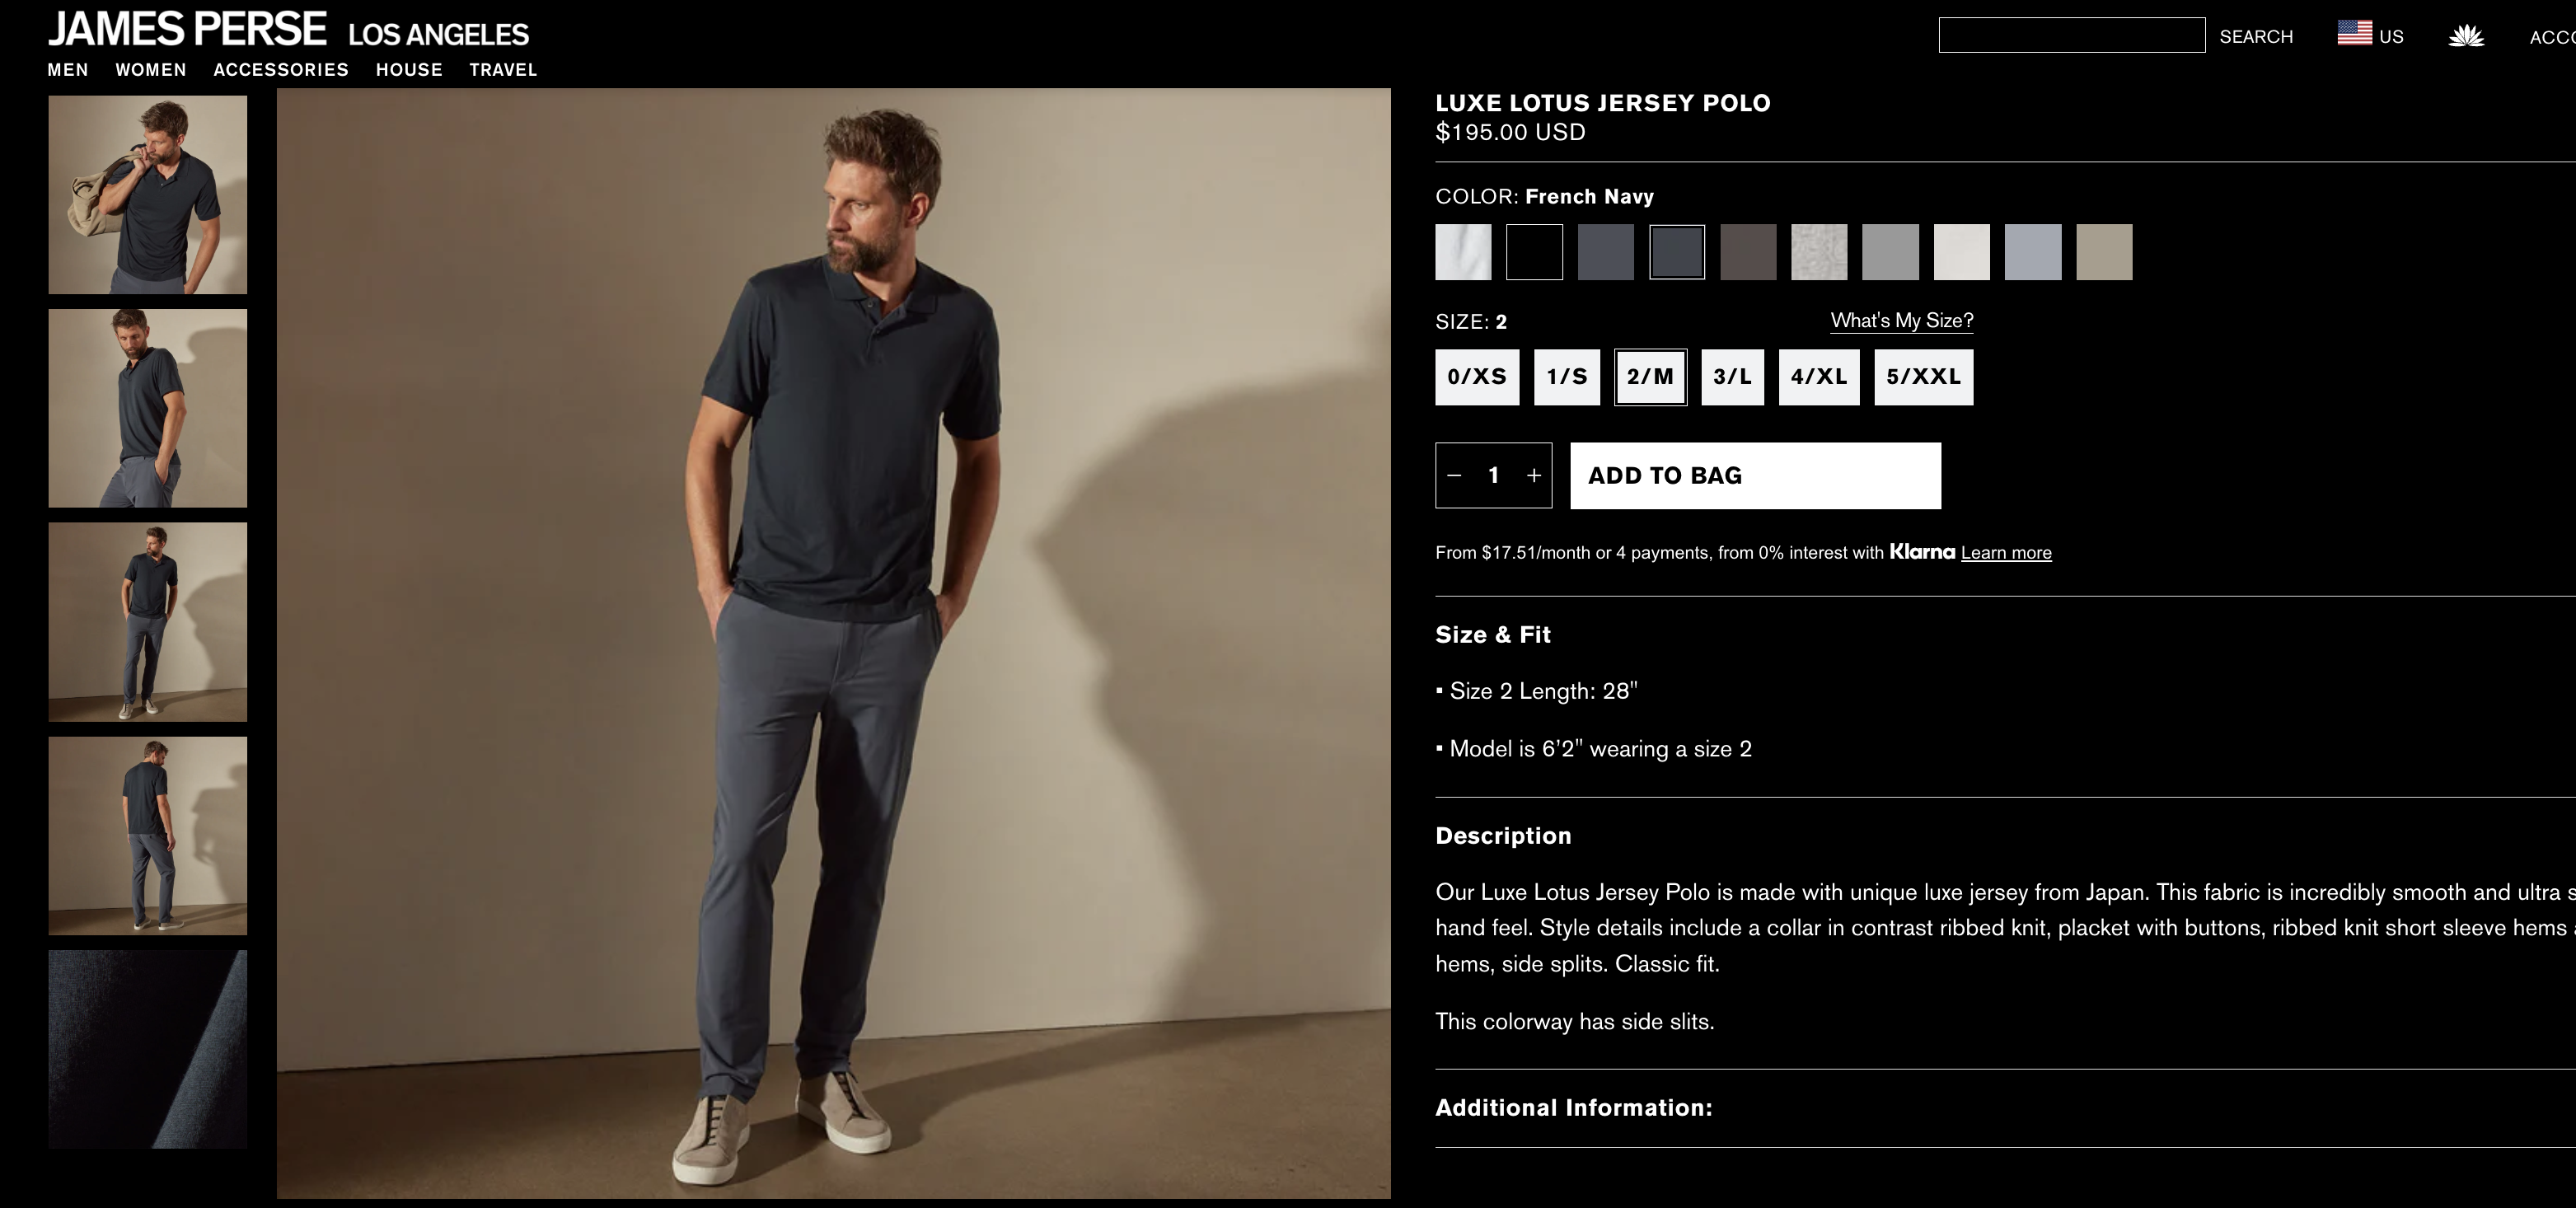 JAMES PERSE LOS ANGELES
SEARCH
US
MEN WOMEN ACCESSORIES HOUSE TRAVEL
LUXE LOTUS JERSEY POLO
$195.00 USD
COLOR: French Navy
SIZE: 2
What's My Size?
0/XS 1/S 2/M 3/L 4/XL 5/XXL
− 1 +
ADD TO BAG
From $17.51/month or 4 payments, from 0% interest with Klarna Learn more
Size & Fit
▪ Size 2 Length: 28"
▪ Model is 6’2" wearing a size 2
Description
Our Luxe Lotus Jersey Polo is made with unique luxe jersey from Japan. This fabric is incredibly smooth and ultra
hand feel. Style details include a collar in contrast ribbed knit, placket with buttons, ribbed knit short sleeve hems
hems, side splits. Classic fit.
This colorway has side slits.
Additional Information: